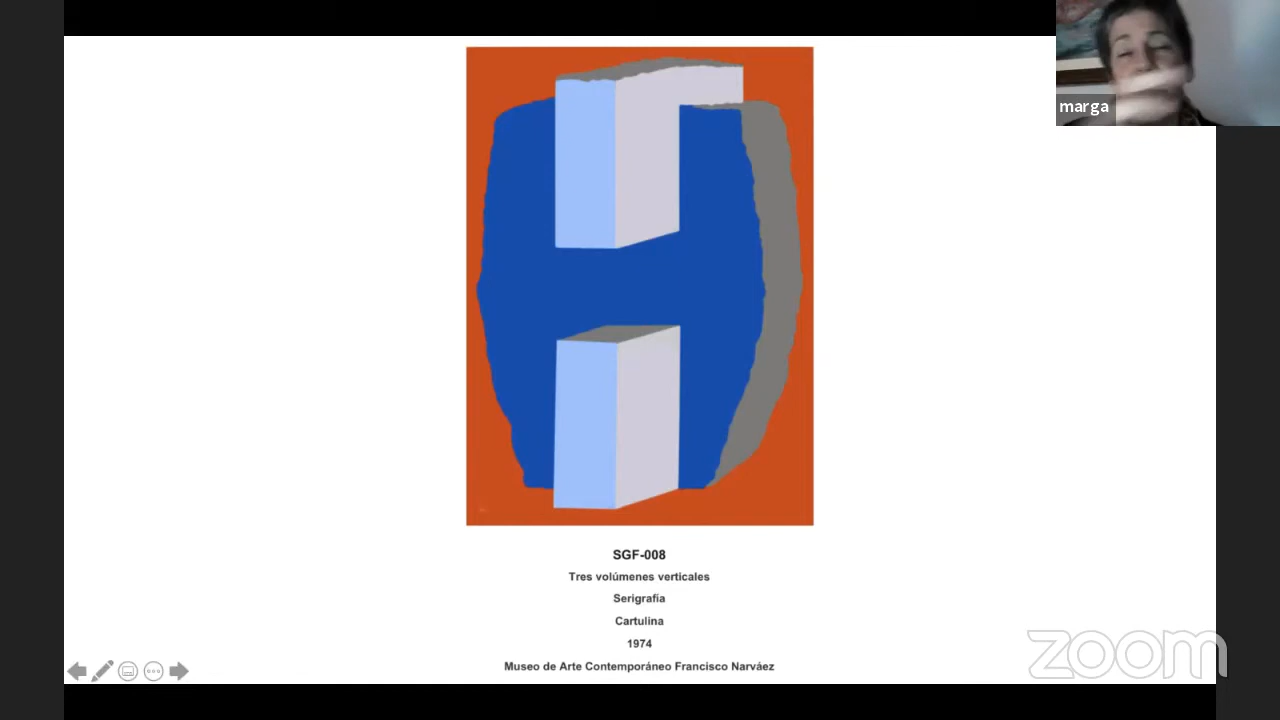 marga
SGF-008
Tres volúmenes verticales
Serigrafía
Cartulina
1974
Museo de Arte Contemporáneo Francisco Narváez
zoom